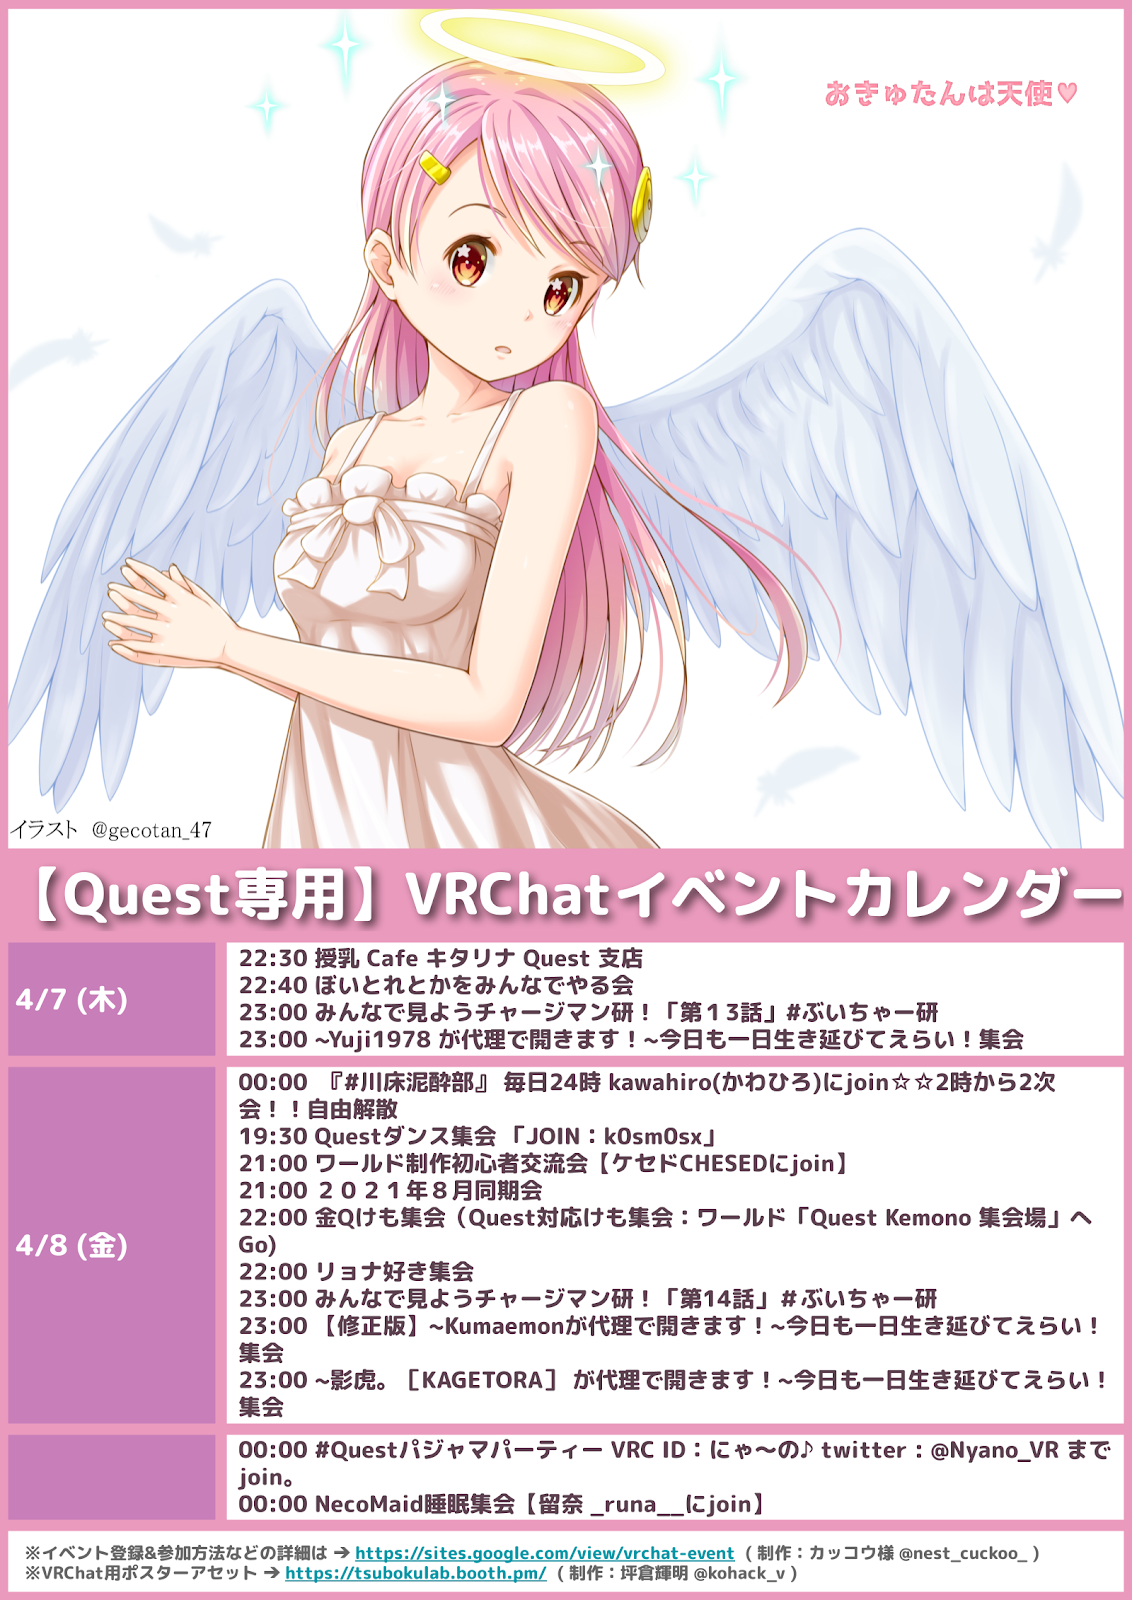 おきゅたんは天使♥
イラスト @gecotan_47
【Quest専用】VRChatイベントカレンダー
4/7 (木)
22:30 授乳 Cafe キタリナ Quest 支店
22:40 ぼいとれとかをみんなでやる会
23:00 みんなで見ようチャージマン研！「第１3話」#ぶいちゃー研
23:00 ~Yuji1978 が代理で開きます！~今日も一日生き延びてえらい！集会
4/8 (金)
00:00 『#川床泥酔部』 毎日24時 kawahiro(かわひろ)にjoin☆☆2時から2次
会！！自由解散
19:30 Questダンス集会 「JOIN：k0sm0sx」
21:00 ワールド制作初心者交流会【ケセドCHESEDにjoin】
21:00 ２０２１年８月同期会
22:00 金Qけも集会（Quest対応けも集会：ワールド「Quest Kemono 集会場」へ
Go)
22:00 リョナ好き集会
23:00 みんなで見ようチャージマン研！「第14話」＃ぶいちゃー研
23:00 【修正版】~Kumaemonが代理で開きます！~今日も一日生き延びてえらい！
集会
23:00 ~影虎。［KAGETORA］ が代理で開きます！~今日も一日生き延びてえらい！
集会
00:00 #Questパジャマパーティー VRC ID：にゃ～の♪ twitter : @Nyano_VR まで
join。
00:00 NecoMaid睡眠集会【留奈 _runa__にjoin】
※イベント登録&参加方法などの詳細は → https://sites.google.com/view/vrchat-event ( 制作：カッコウ様 @nest_cuckoo_ )
※VRChat用ポスターアセット → https://tsubokulab.booth.pm/ ( 制作：坪倉輝明 @kohack_v )